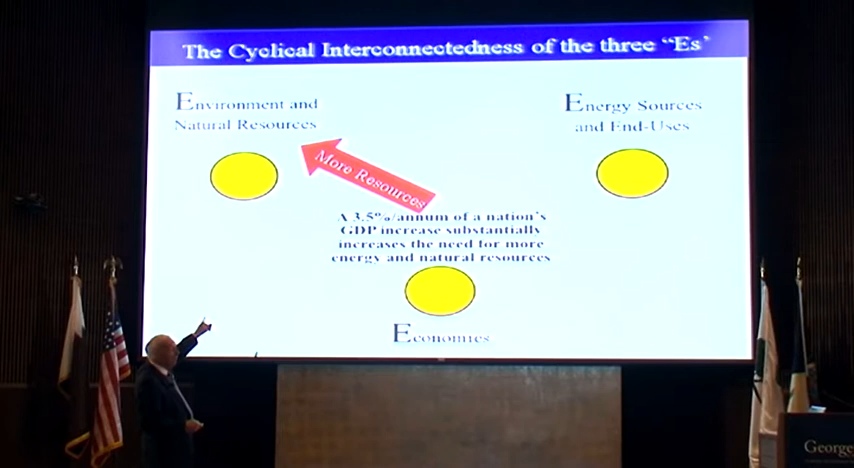 The Cyclical Interconnectedness of the three “Es’
Environment and
Natural Resources
Energy Sources
and End-Uses
More Resources
A 3.5%/annum of a nation's
GDP increase substantially
increases the need for more
energy and natural resources
Economies
George